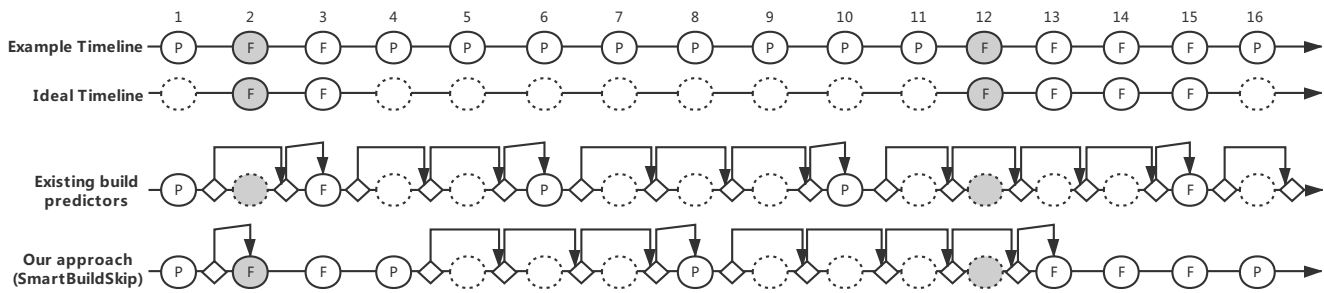 1 2 3 4 5 6 7 8 9 10 11 12 13 14 15 16
Example Timeline P F F P P P P P P P P F F F F P
Ideal Timeline F F F F F F
Existing build
predictors
P F P P F
Our approach
(SmartBuildSkip)
P F F P P F F F P